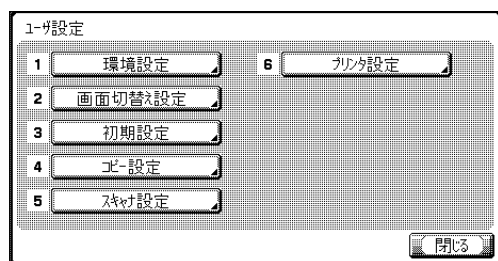 ユーザ設定
1 環境設定
2 画面切替え設定
3 初期設定
4 コピー設定
5 スキャナ設定
6 プリンタ設定
閉じる